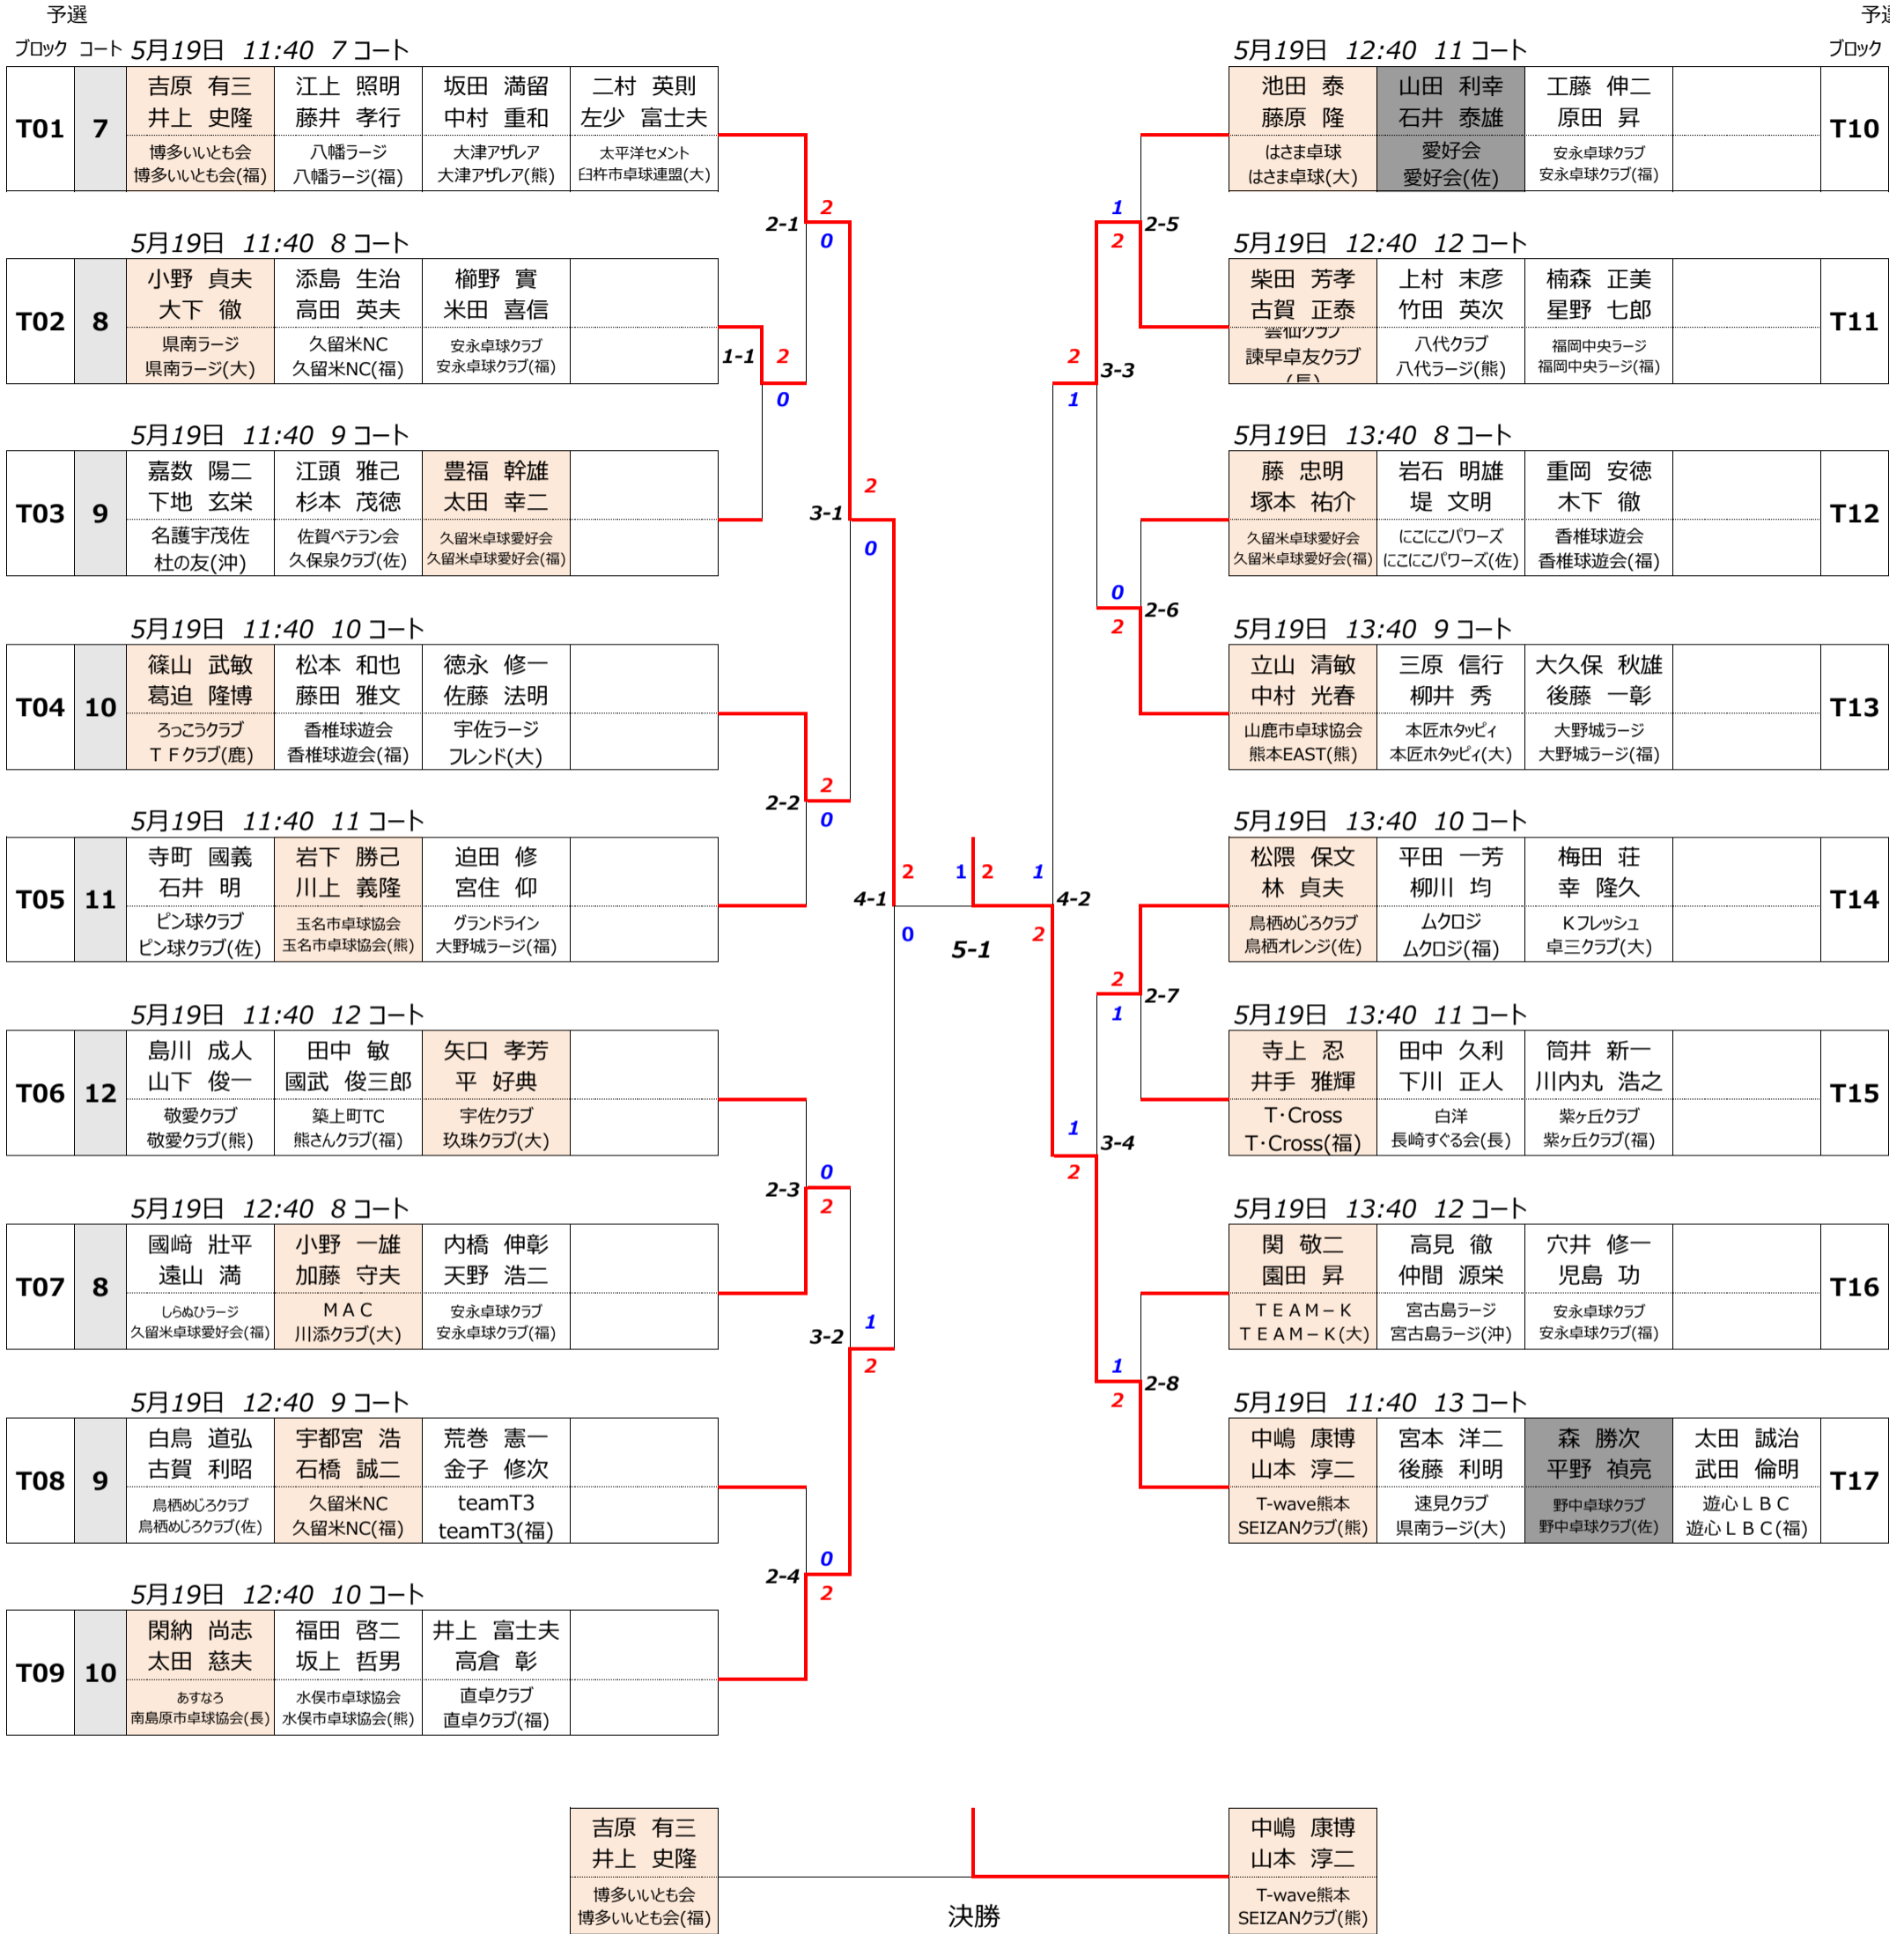 予選
ブロック コート 5月19日 11:40 7 コート
T01 7
吉原 有三 江上 照明 坂田 満留 二村 英則
井上 史隆 藤井 孝行 中村 重和 左少 富士夫
博多いいとも会 八幡ラージ 大津アザレア 太平洋セメント
博多いいとも会(福) 八幡ラージ(福) 大津アザレア(熊) 臼杵市卓球連盟(大)
5月19日 11:40 8 コート
T02 8
小野 貞夫 添島 生治 櫛野 實
大下 徹 高田 英夫 米田 喜信
県南ラージ 久留米NC 安永卓球クラブ
県南ラージ(大) 久留米NC(福) 安永卓球クラブ(福)
5月19日 11:40 9 コート
T03 9
嘉数 陽二 江頭 雅己 豊福 幹雄
下地 玄栄 杉本 茂徳 太田 幸二
名護宇茂佐 佐賀ベテラン会 久留米卓球愛好会
杜の友(沖) 久保泉クラブ(佐) 久留米卓球愛好会(福)
5月19日 11:40 10 コート
T04 10
篠山 武敏 松本 和也 徳永 修一
葛迫 隆博 藤田 雅文 佐藤 法明
ろっこうクラブ 香椎球遊会 宇佐ラージ
ＴＦクラブ(鹿) 香椎球遊会(福) フレンド(大)
5月19日 11:40 11 コート
T05 11
寺町 國義 岩下 勝己 迫田 修
石井 明 川上 義隆 宮住 仰
ピン球クラブ 玉名市卓球協会 グランドライン
ピン球クラブ(佐) 玉名市卓球協会(熊) 大野城ラージ(福)
5月19日 11:40 12 コート
T06 12
島川 成人 田中 敏 矢口 孝芳
山下 俊一 國武 俊三郎 平 好典
敬愛クラブ 築上町TC 宇佐クラブ
敬愛クラブ(熊) 熊さんクラブ(福) 玖珠クラブ(大)
5月19日 12:40 8 コート
T07 8
國﨑 壯平 小野 一雄 内橋 伸彰
遠山 満 加藤 守夫 天野 浩二
しらぬひラージ ＭＡＣ 安永卓球クラブ
久留米卓球愛好会(福) 川添クラブ(大) 安永卓球クラブ(福)
5月19日 12:40 9 コート
T08 9
白鳥 道弘 宇都宮 浩 荒巻 憲一
古賀 利昭 石橋 誠二 金子 修次
鳥栖めじろクラブ 久留米NC teamT3
鳥栖めじろクラブ(佐) 久留米NC(福) teamT3(福)
5月19日 12:40 10 コート
T09 10
閑納 尚志 福田 啓二 井上 富士夫
太田 慈夫 坂上 哲男 高倉 彰
あすなろ 水俣市卓球協会 直卓クラブ
南島原市卓球協会(長) 水俣市卓球協会(熊) 直卓クラブ(福)
1-1 2 0
2-1 2 0
2-2 2 0
2-3 0 2
2-4 0 2
3-1 2 0
3-2 1 2
4-1 2 0
1 2
5-1
4-2 1 2
3-3 2 1
3-4 1 2
2-5 1 2
2-6 0 2
2-7 2 1
2-8 1 2
予
5月19日 12:40 11 コート ブロック
池田 泰 山田 利幸 工藤 伸二
藤原 隆 石井 泰雄 原田 昇
はさま卓球 愛好会 安永卓球クラブ
はさま卓球(大) 愛好会(佐) 安永卓球クラブ(福)
T10
5月19日 12:40 12 コート
柴田 芳孝 上村 末彦 楠森 正美
古賀 正泰 竹田 英次 星野 七郎
雲仙クラブ 八代クラブ 福岡中央ラージ
諫早卓友クラブ 八代ラージ(熊) 福岡中央ラージ(福)
(長)
T11
5月19日 13:40 8 コート
藤 忠明 岩石 明雄 重岡 安徳
塚本 祐介 堤 文明 木下 徹
久留米卓球愛好会 にこにこパワーズ 香椎球遊会
久留米卓球愛好会(福) にこにこパワーズ(佐) 香椎球遊会(福)
T12
5月19日 13:40 9 コート
立山 清敏 三原 信行 大久保 秋雄
中村 光春 柳井 秀 後藤 一彰
山鹿市卓球協会 本匠ホタッピィ 大野城ラージ
熊本EAST(熊) 本匠ホタッピィ(大) 大野城ラージ(福)
T13
5月19日 13:40 10 コート
松隈 保文 平田 一芳 梅田 荘
林 貞夫 柳川 均 幸 隆久
鳥栖めじろクラブ ムクロジ Ｋフレッシュ
鳥栖オレンジ(佐) ムクロジ(福) 卓三クラブ(大)
T14
5月19日 13:40 11 コート
寺上 忍 田中 久利 筒井 新一
井手 雅輝 下川 正人 川内丸 浩之
T･Cross 白洋 紫ヶ丘クラブ
T･Cross(福) 長崎すぐる会(長) 紫ヶ丘クラブ(福)
T15
5月19日 13:40 12 コート
関 敬二 高見 徹 穴井 修一
園田 昇 仲間 源栄 児島 功
ＴＥＡＭ－Ｋ 宮古島ラージ 安永卓球クラブ
ＴＥＡＭ－Ｋ(大) 宮古島ラージ(沖) 安永卓球クラブ(福)
T16
5月19日 11:40 13 コート
中嶋 康博 宮本 洋二 森 勝次 太田 誠治
山本 淳二 後藤 利明 平野 禎亮 武田 倫明
T-wave熊本 速見クラブ 野中卓球クラブ 遊心ＬＢＣ
SEIZANクラブ(熊) 県南ラージ(大) 野中卓球クラブ(佐) 遊心ＬＢＣ(福)
T17
吉原 有三 中嶋 康博
井上 史隆 山本 淳二
博多いいとも会 T-wave熊本
博多いいとも会(福) 決勝 SEIZANクラブ(熊)